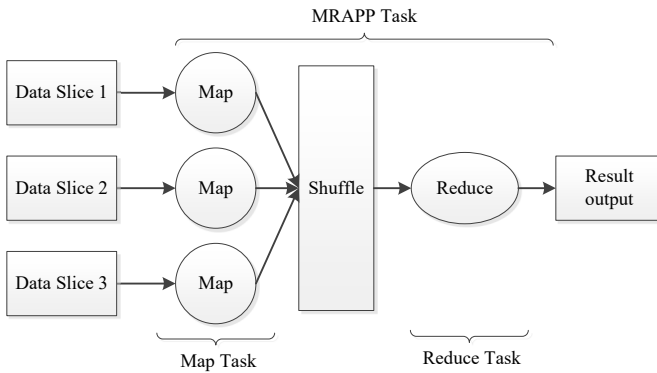 MRAPP Task
Data Slice 1
Map
Data Slice 2
Map
Shuffle
Reduce
Result
output
Data Slice 3
Map
Map Task
Reduce Task